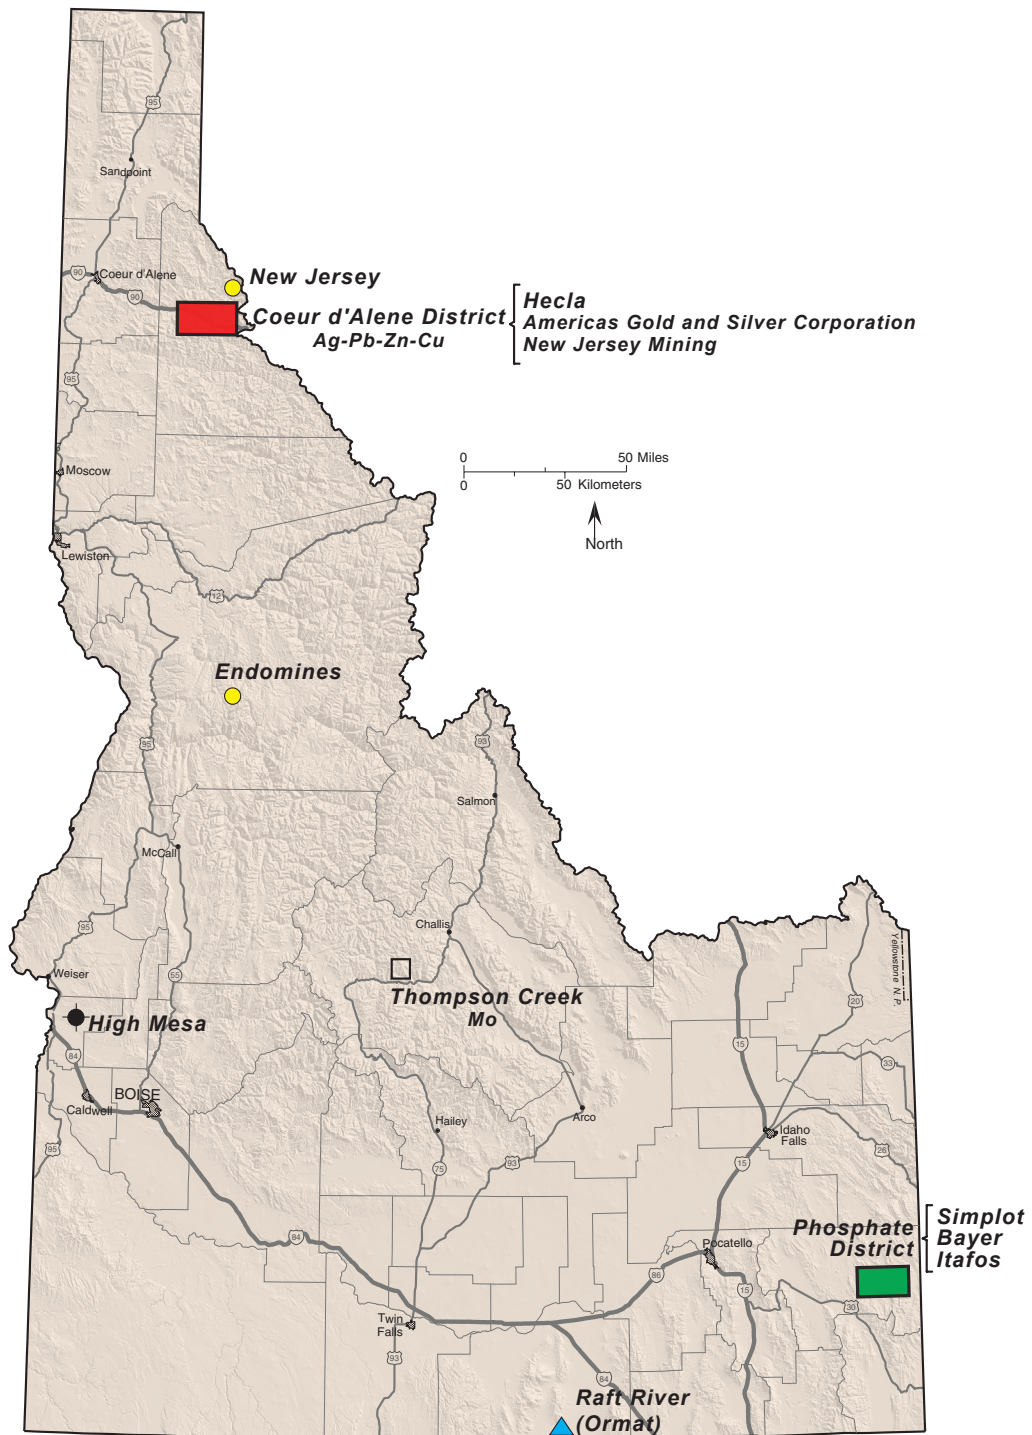 95
Sandpoint
90
Coeur d'Alene
90
New Jersey
Coeur d'Alene District
Ag-Pb-Zn-Cu
Hecla
Americas Gold and Silver Corporation
New Jersey Mining
95
Moscow
0
50 Miles
0
50 Kilometers
North
Lewiston
12
Endomines
95
93
Salmon
McCall
Challis
95
Weiser
55
Thompson Creek
Mo
Yellowstone N. P.
20
High Mesa
84
15
33
BOISE
Caldwell
Hailey
Arco
Idaho
Falls
95
75
93
15
26
84
Phosphate
District
Simplot
Bayer
Itafos
Pocatello
86
15
30
Twin
Falls
93
84
Raft River
(Ormat)